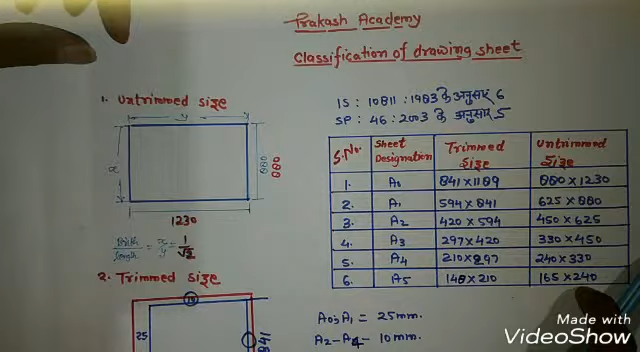 Prakash Academy
Classification of drawing sheet
1. Untrimmed size
y
x
880
880
1230
width/length = x/y = 1/√2
IS : 10811 : 1983 के अनुसार 6
SP : 46 : 2003 के अनुसार 5
S.No. Sheet Designation Trimmed Size Untrimmed Size
1. A0 841 x 1189 880 x 1230
2. A1 594 x 841 625 x 880
3. A2 420 x 594 450 x 625
4. A3 297 x 420 330 x 450
5. A4 210 x 297 240 x 330
6. A5 148 x 210 165 x 240
2. Trimmed size
25
841
A0, A1 = 25mm.
A2 - A4 - 10mm.
Made with
VideoShow